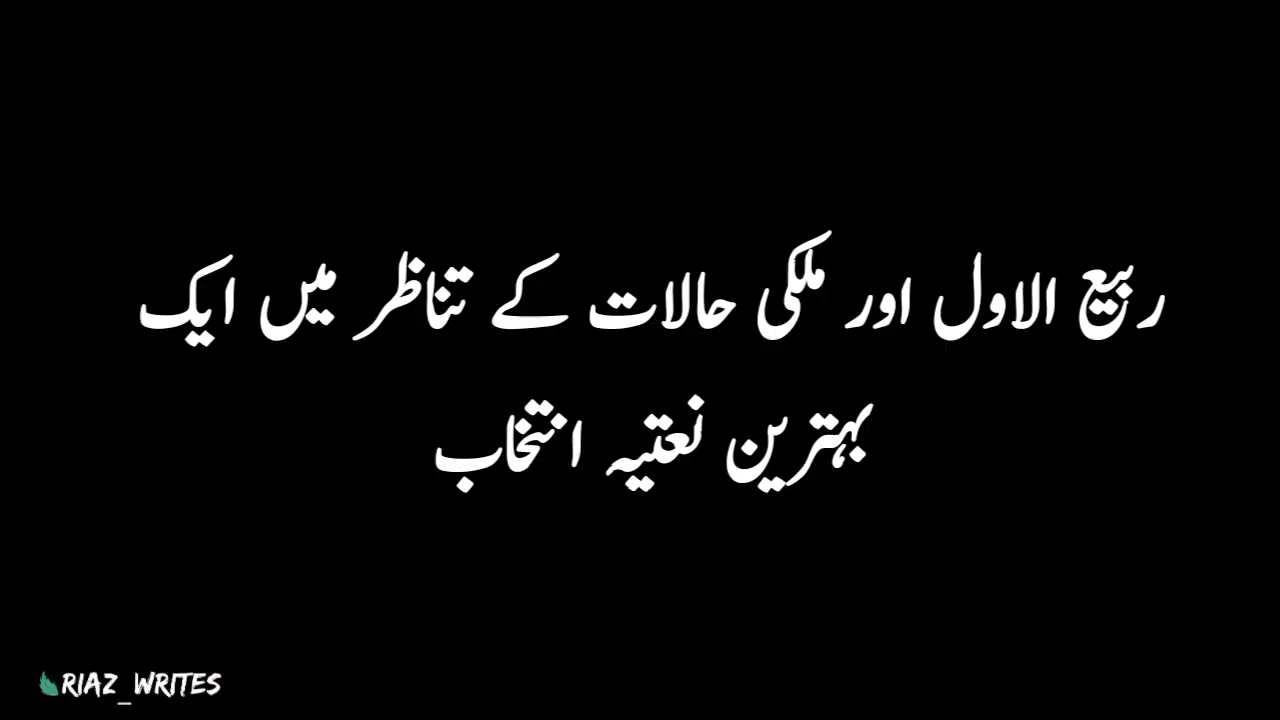 ربیع الاول اور ملکی حالات کے تناظر میں ایک
بہترین نعتیہ انتخاب
RIAZ_WRITES